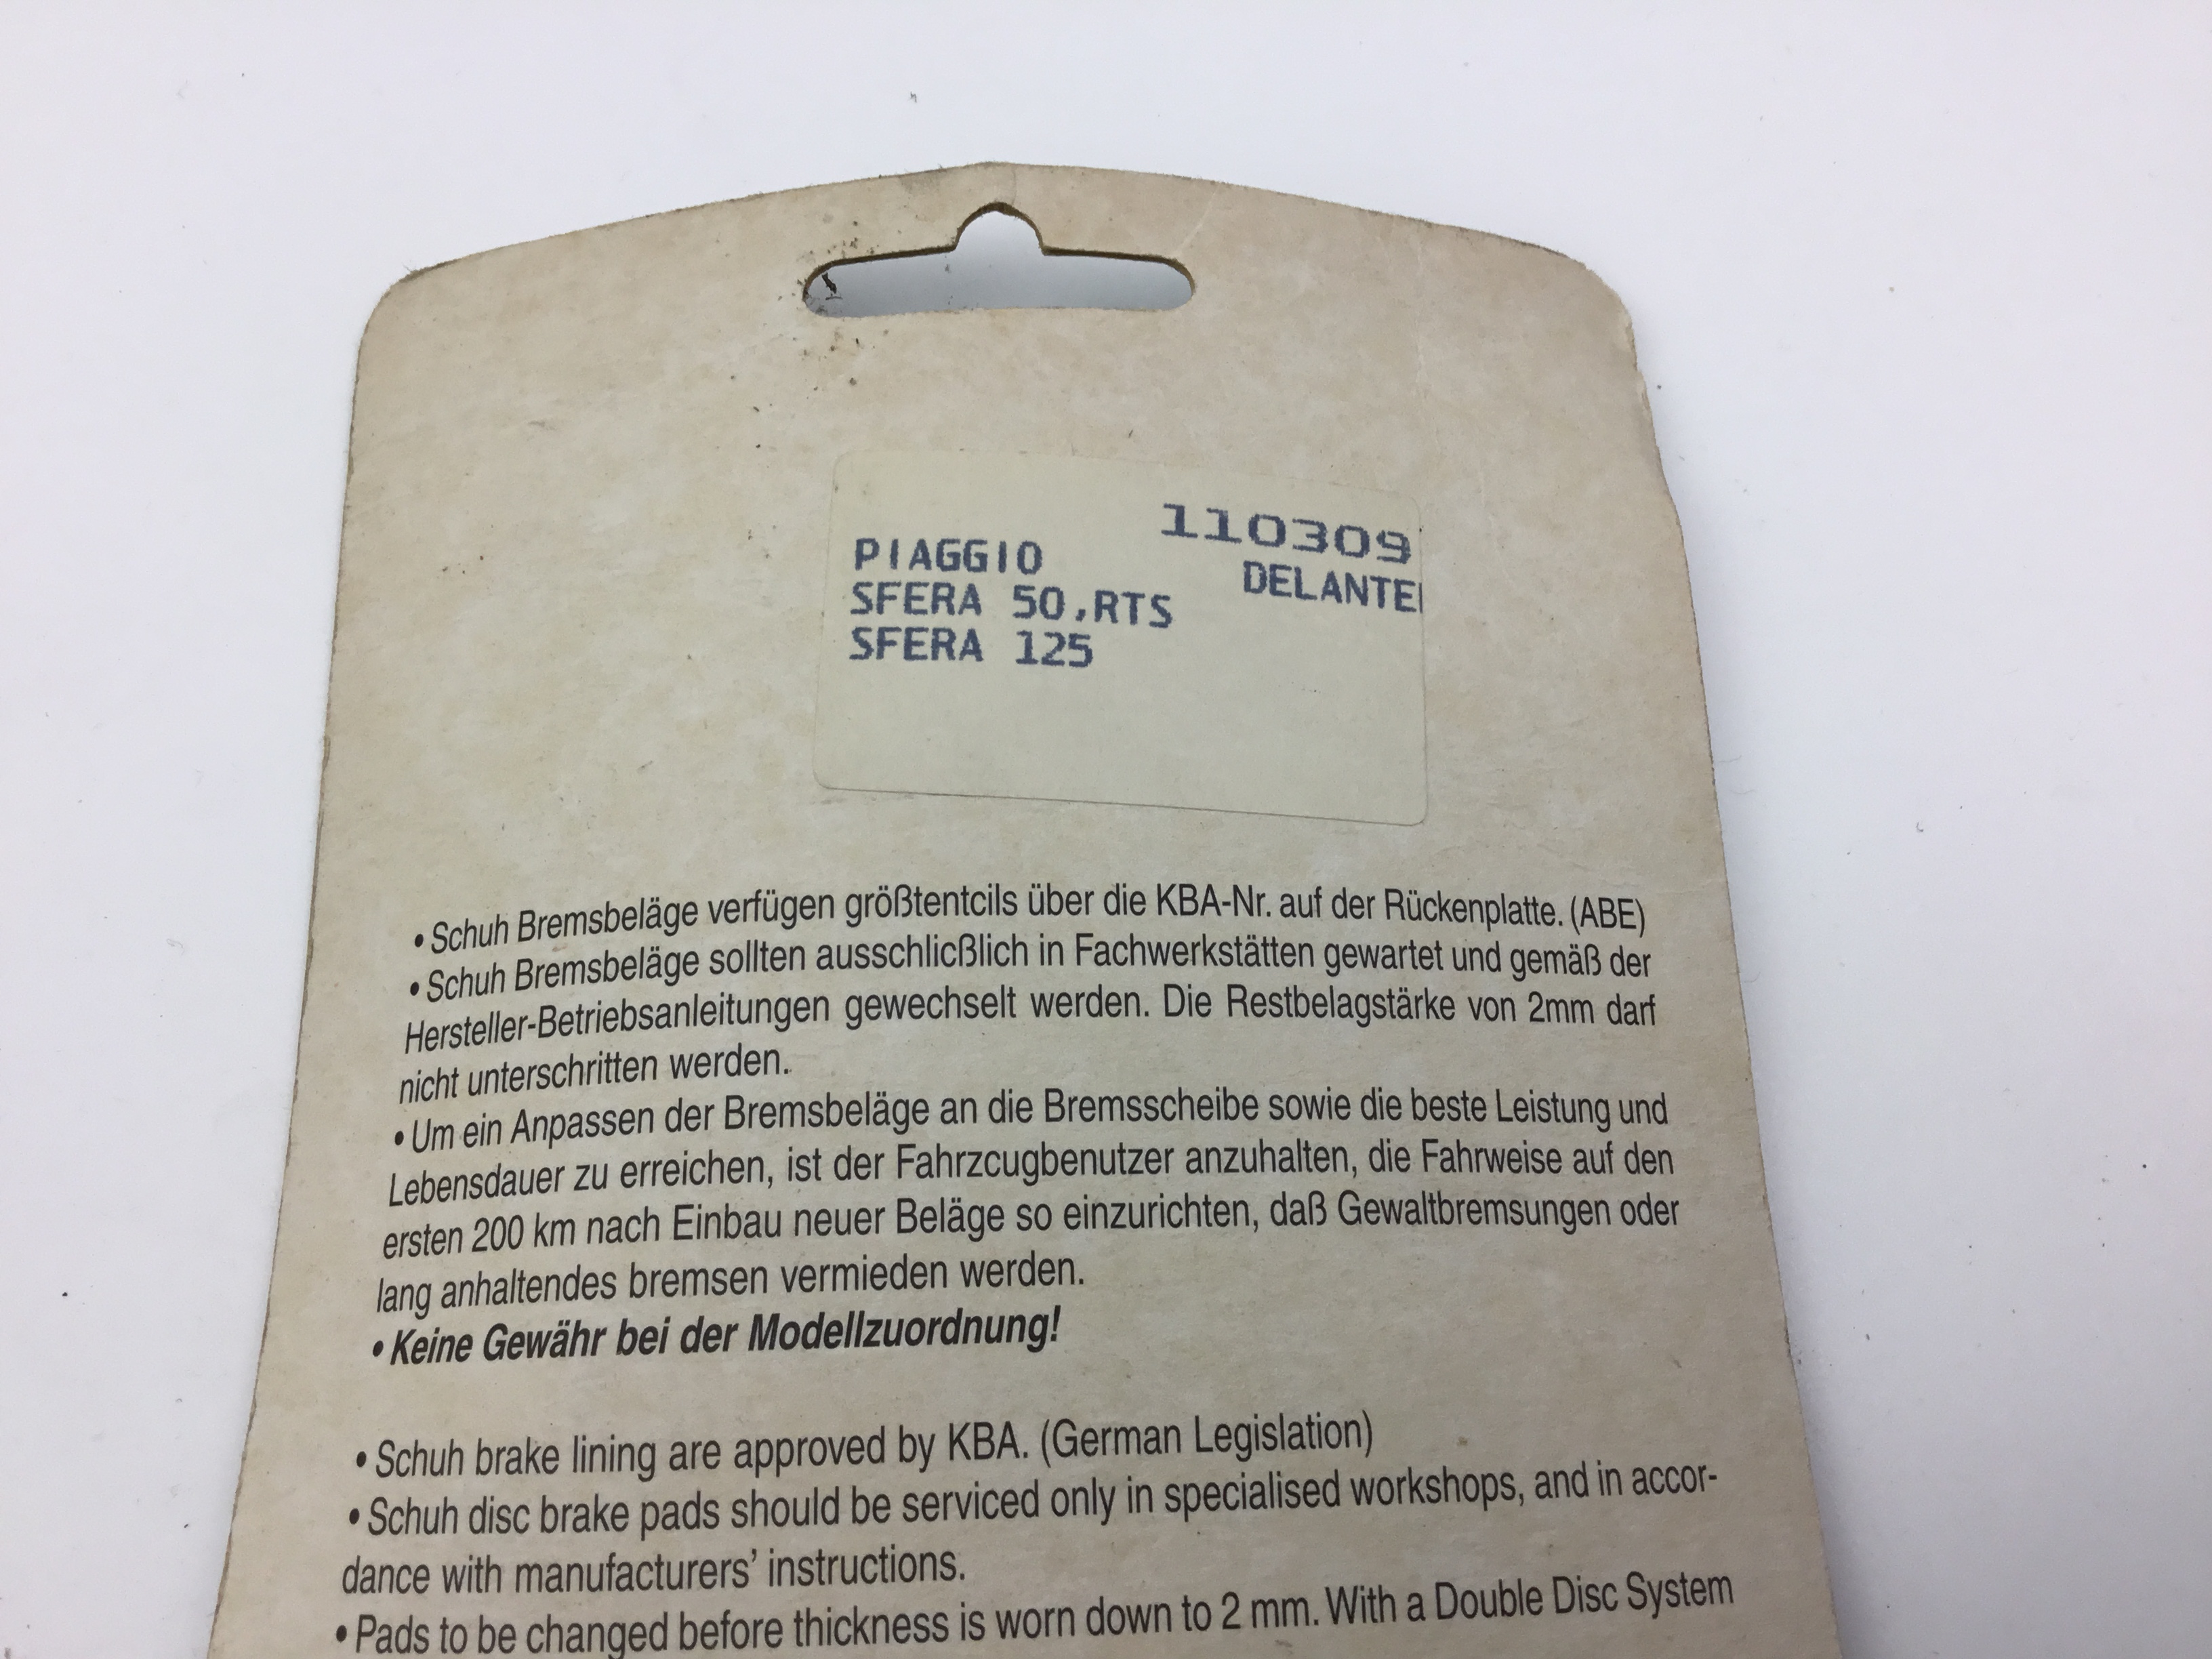 110309
PIAGGIO
SFERA 50,RTS
SFERA 125
• Schuh Bremsbeläge verfügen größtentcils über die KBA-Nr. auf der Rückenplatte. (ABE)
• Schuh Bremsbeläge sollten ausschlicßlich in Fachwerkstätten gewartet und gemäß der
Hersteller-Betriebsanleitungen gewechselt werden. Die Restbelagstärke von 2mm darf
nicht unterschritten werden.
• Um ein Anpassen der Bremsbeläge an die Bremsscheibe sowie die beste Leistung und
Lebensdauer zu erreichen, ist der Fahrzcugbenutzer anzuhalten, die Fahrweise auf den
ersten 200 km nach Einbau neuer Beläge so einzurichten, daß Gewaltbremsungen oder
lang anhaltendes bremsen vermieden werden.
• Keine Gewähr bei der Modellzuordnung!
• Schuh brake lining are approved by KBA. (German Legislation)
• Schuh disc brake pads should be serviced only in specialised workshops, and in accor-
dance with manufacturers’ instructions.
• Pads to be changed before thickness is worn down to 2 mm. With a Double Disc System